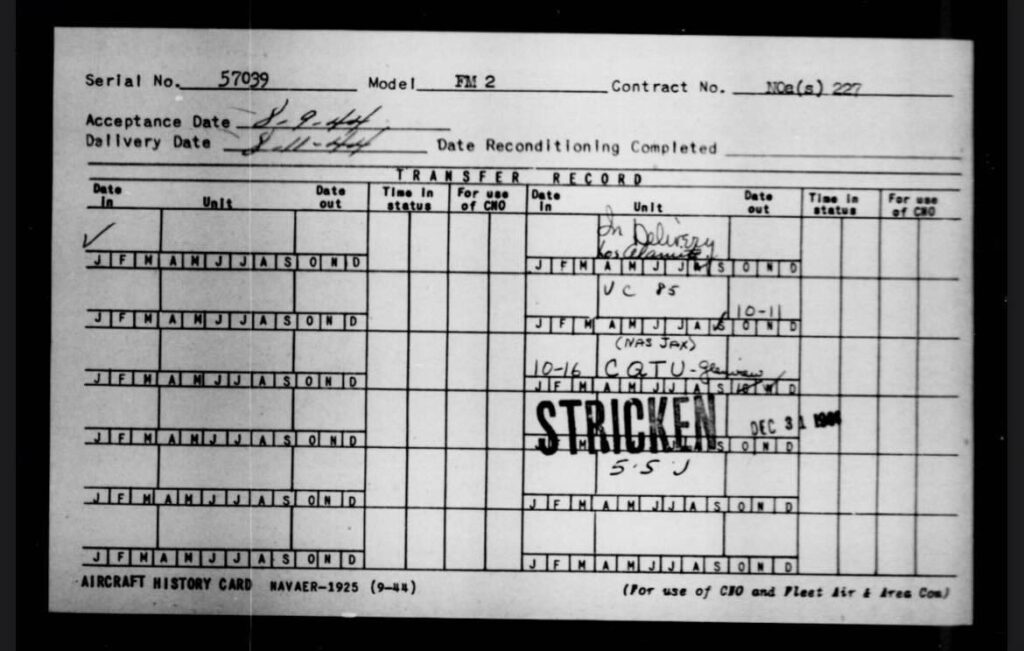 Serial No. 57039 Model FM 2 Contract No. NOa(s) 227
Acceptance Date 8-9-44
Dalivery Date 8-11-44 Date Reconditioning Completed
TRANSFER RECORD
Date in Unit Date out Time in status For use of CNO Date in Unit Date out Time in status For use of CNO
✓ In Delivery
Los Alamitos
J F M A M J J A S O N D J F M A M J J A S O N D
VC 85 10-11
J F M A M J J A S O N D J F M A M J J A S O N D
(NAS JAX)
10-16 CQTU-Glenview
J F M A M J J A S O N D J F M A M J J A S O N D
STRICKEN DEC 31 1944
J F M A M J J A S O N D J F M A M J J A S O N D
5·5 J
J F M A M J J A S O N D J F M A M J J A S O N D
J F M A M J J A S O N D J F M A M J J A S O N D
AIRCRAFT HISTORY CARD NAVAER-1925 (9-44) (For use of CNO and Fleet Air & Area Com)